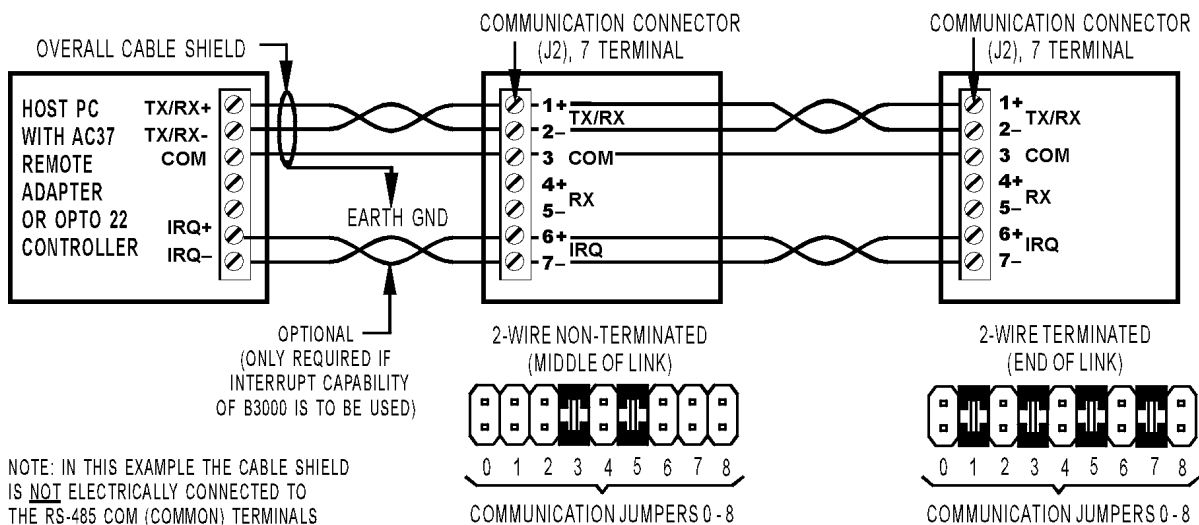 OVERALL CABLE SHIELD
COMMUNICATION CONNECTOR
(J2), 7 TERMINAL
COMMUNICATION CONNECTOR
(J2), 7 TERMINAL
HOST PC
WITH AC37
REMOTE
ADAPTER
OR OPTO 22
CONTROLLER
TX/RX+
TX/RX-
COM
IRQ+
IRQ–
EARTH GND
1+
TX/RX
2–
3 COM
4+
RX
5–
6+
IRQ
7–
1+
TX/RX
2–
3 COM
4+
RX
5–
6+
IRQ
7–
OPTIONAL
(ONLY REQUIRED IF
INTERRUPT CAPABILITY
OF B3000 IS TO BE USED)
2-WIRE NON-TERMINATED
(MIDDLE OF LINK)
0 1 2 3 4 5 6 7 8
COMMUNICATION JUMPERS 0 - 8
2-WIRE TERMINATED
(END OF LINK)
0 1 2 3 4 5 6 7 8
COMMUNICATION JUMPERS 0 - 8
NOTE: IN THIS EXAMPLE THE CABLE SHIELD
IS NOT ELECTRICALLY CONNECTED TO
THE RS-485 COM (COMMON) TERMINALS